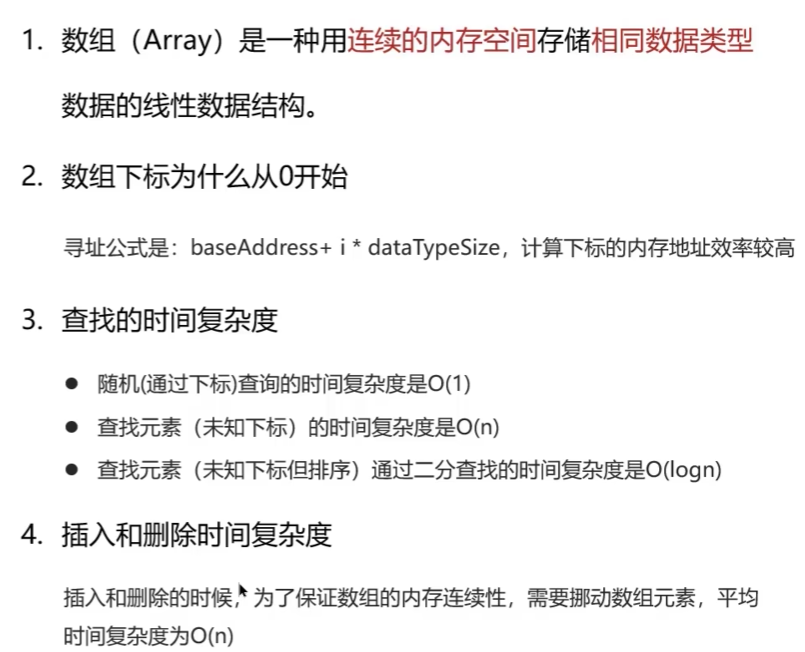 1. 数组（Array）是一种用连续的内存空间存储相同数据类型
数据的线性数据结构。
2. 数组下标为什么从0开始
寻址公式是：baseAddress+ i * dataTypeSize，计算下标的内存地址效率较高
3. 查找的时间复杂度
● 随机(通过下标)查询的时间复杂度是O(1)
● 查找元素（未知下标）的时间复杂度是O(n)
● 查找元素（未知下标但排序）通过二分查找的时间复杂度是O(logn)
4. 插入和删除时间复杂度
插入和删除的时候，为了保证数组的内存连续性，需要挪动数组元素，平均
时间复杂度为O(n)